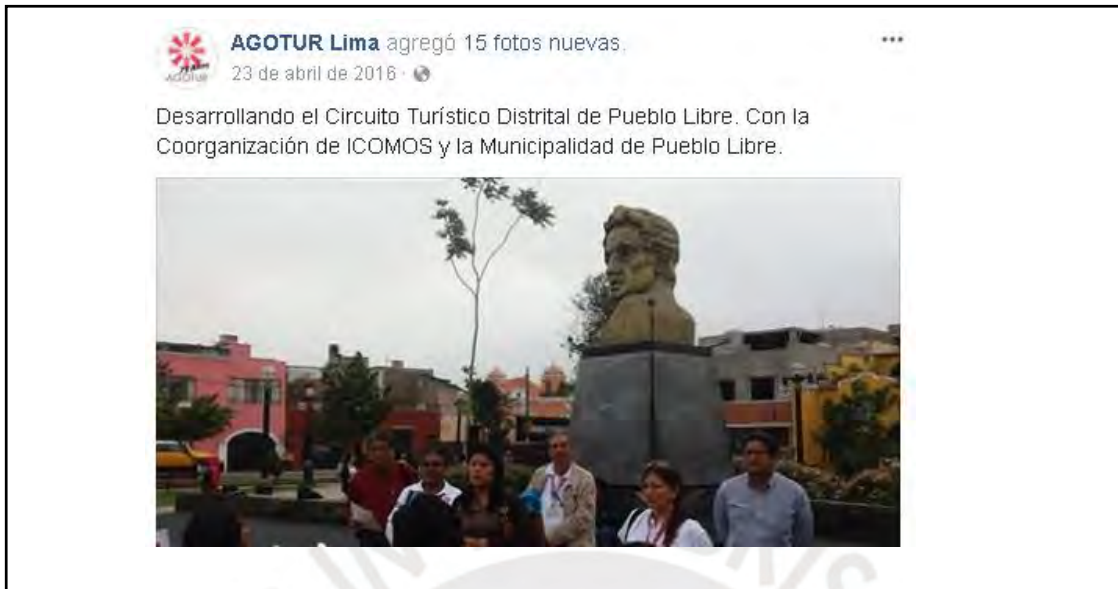 AGOTUR Lima agregó 15 fotos nuevas.
AGOTUR
23 de abril de 2016 ·
Desarrollando el Circuito Turístico Distrital de Pueblo Libre. Con la
Coorganización de ICOMOS y la Municipalidad de Pueblo Libre.